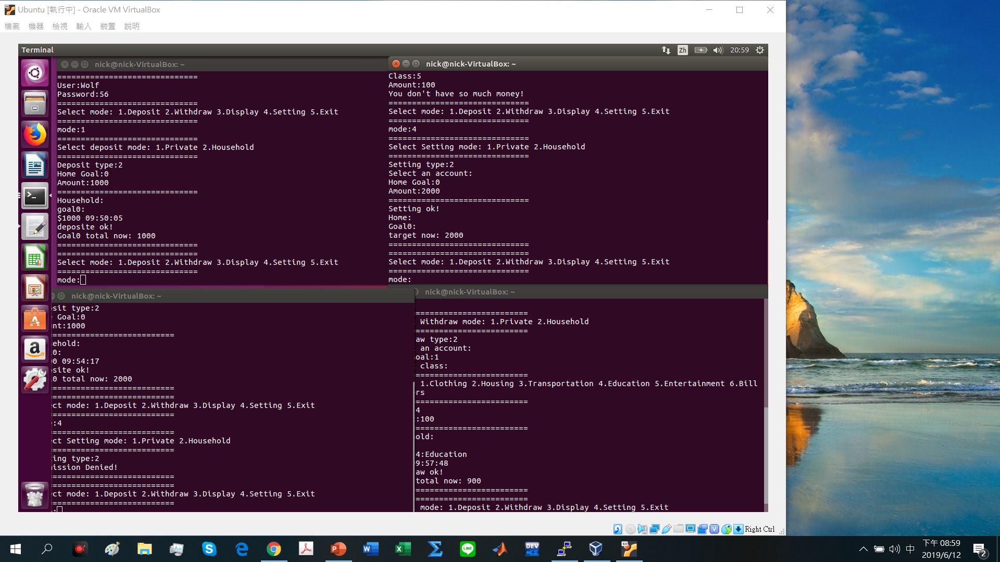 Ubuntu [執行中] - Oracle VM VirtualBox
檔案 機器 檢視 輸入 裝置 說明
Terminal
Zh
20:59
nick@nick-VirtualBox: ~
==============================
User:Wolf
Password:56
==============================
Select mode: 1.Deposit 2.Withdraw 3.Display 4.Setting 5.Exit
==============================
mode:1
==============================
Select deposit mode: 1.Private 2.Household
==============================
Deposit type:2
Home Goal:0
Amount:1000
==============================
Household:
goal0:
$1000 09:50:05
deposite ok!
Goal0 total now: 1000
==============================
==============================
Select mode: 1.Deposit 2.Withdraw 3.Display 4.Setting 5.Exit
==============================
mode:
nick@nick-VirtualBox: ~
Class:5
Amount:100
You don't have so much money!
==============================
Select mode: 1.Deposit 2.Withdraw 3.Display 4.Setting 5.Exit
==============================
mode:4
==============================
Select Setting mode: 1.Private 2.Household
==============================
Setting type:2
Select an account:
Home Goal:0
Amount:2000
==============================
Setting ok!
Home:
Goal0:
target now: 2000
==============================
==============================
Select mode: 1.Deposit 2.Withdraw 3.Display 4.Setting 5.Exit
==============================
mode:
nick@nick-VirtualBox: ~
sit type:2
Goal:0
nt:1000
==========================
ehold:
0:
0 09:54:17
site ok!
0 total now: 2000
==========================
==========================
ct mode: 1.Deposit 2.Withdraw 3.Display 4.Setting 5.Exit
==========================
:4
==========================
ct Setting mode: 1.Private 2.Household
==========================
ing type:2
ission Denied!
==========================
==========================
ct mode: 1.Deposit 2.Withdraw 3.Display 4.Setting 5.Exit
==========================
:
nick@nick-VirtualBox: ~
========================
Withdraw mode: 1.Private 2.Household
========================
aw type:2
an account:
oal:1
class:
========================
1.Clothing 2.Housing 3.Transportation 4.Education 5.Entertainment 6.Bill
rs
========================
4
:100
========================
old:
4:Education
9:57:48
aw ok!
total now: 900
========================
========================
mode: 1.Deposit 2.Withdraw 3.Display 4.Setting 5.Exit
Right Ctrl
DEV C++
LINE
64
中
下午 08:59
2019/6/12
2